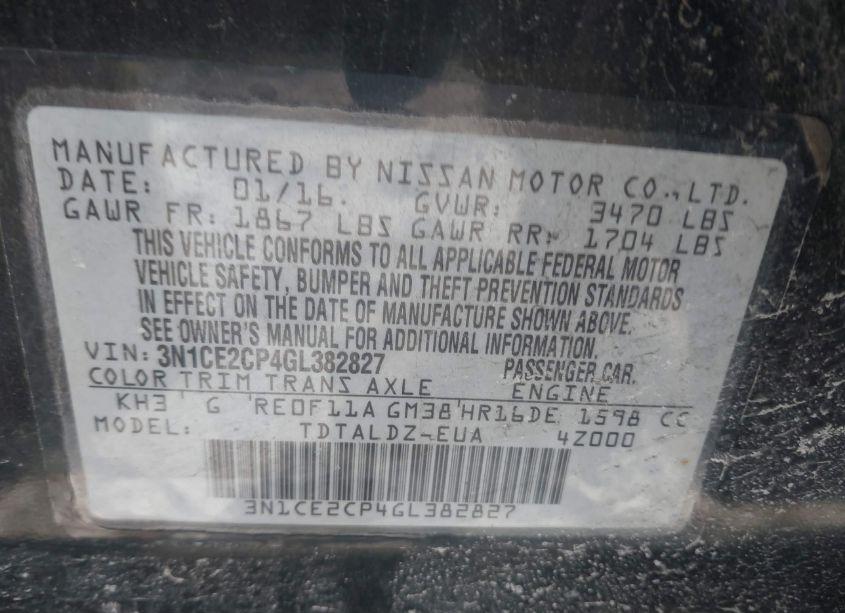 MANUFACTURED BY NISSAN MOTOR CO., LTD.
DATE: 01/16. GVWR: 3470 LBS
GAWR FR: 1867 LBS GAWR RR: 1704 LBS
THIS VEHICLE CONFORMS TO ALL APPLICABLE FEDERAL MOTOR
VEHICLE SAFETY, BUMPER AND THEFT PREVENTION STANDARDS
IN EFFECT ON THE DATE OF MANUFACTURE SHOWN ABOVE.
SEE OWNER'S MANUAL FOR ADDITIONAL INFORMATION.
VIN: 3N1CE2CP4GL382827 PASSENGER CAR.
COLOR TRIM TRANS AXLE ENGINE
KH3 G RE0F11A GM38 HR16DE 1598 CC
MODEL: TDTALDZ-EUA 4Z000
3N1CE2CP4GL382827